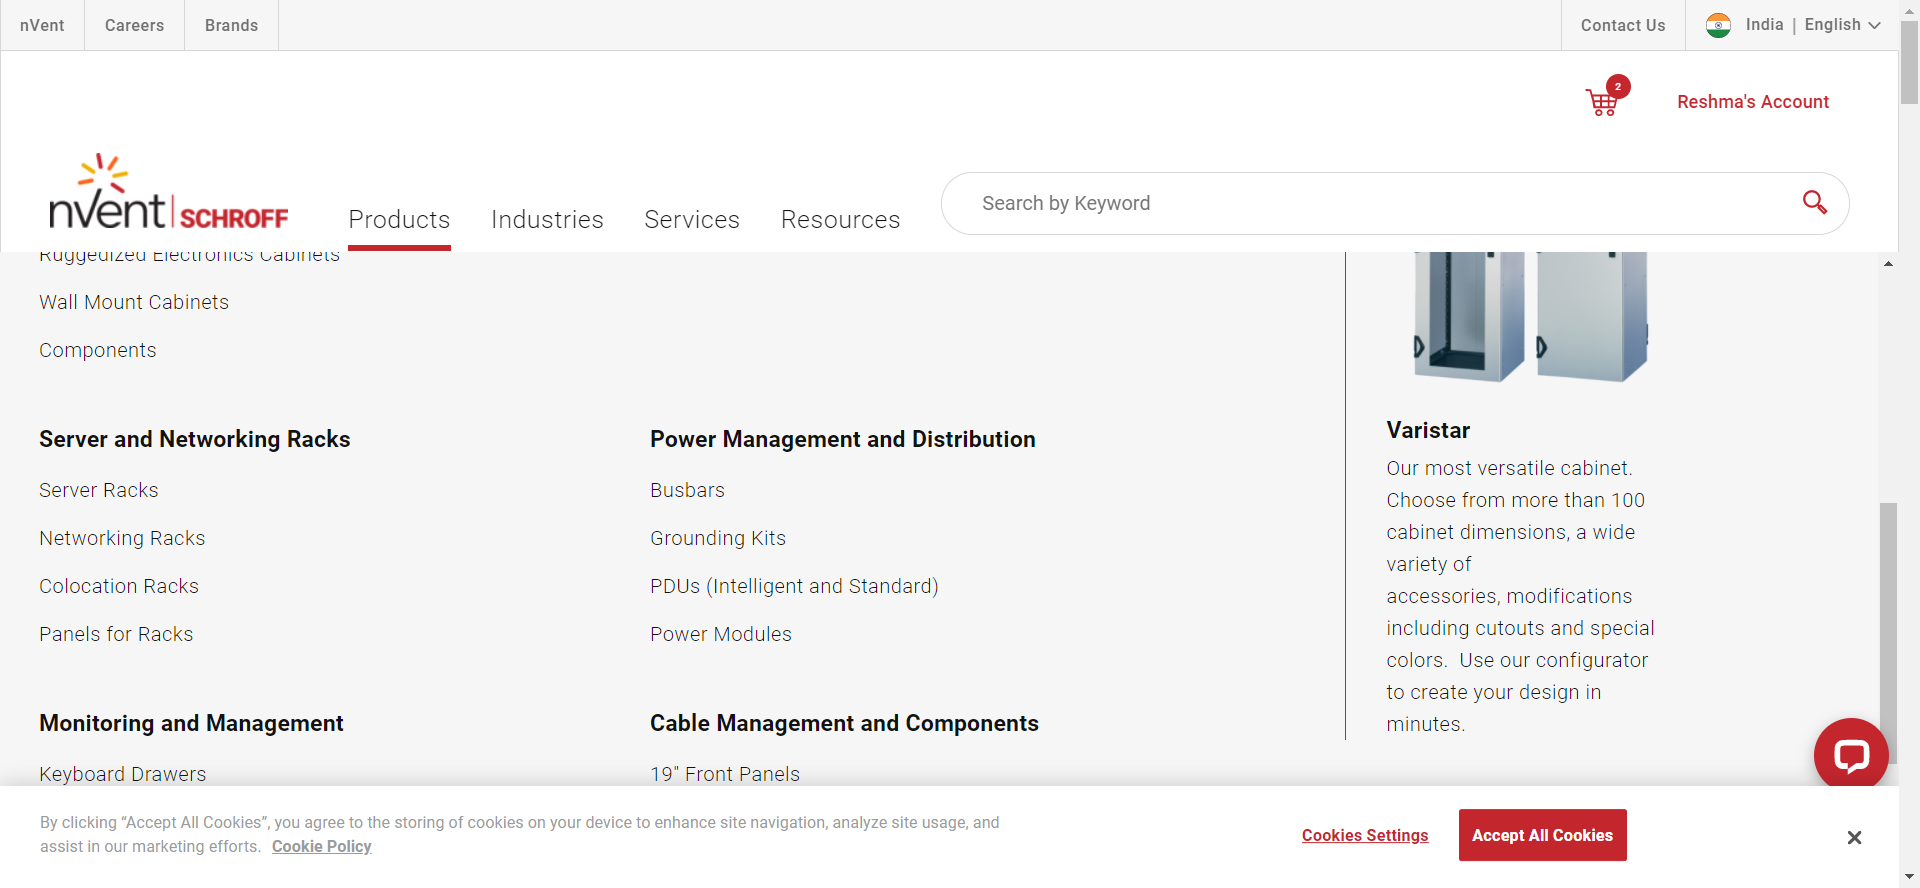 nVent
Careers
Brands
Contact Us
India | English
2
Reshma's Account
nVent | SCHROFF
Products
Industries
Services
Resources
Search by Keyword
Ruggedized Electronics Cabinets
Wall Mount Cabinets
Components
Server and Networking Racks
Server Racks
Networking Racks
Colocation Racks
Panels for Racks
Power Management and Distribution
Busbars
Grounding Kits
PDUs (Intelligent and Standard)
Power Modules
Monitoring and Management
Keyboard Drawers
Cable Management and Components
19" Front Panels
Varistar
Our most versatile cabinet.
Choose from more than 100
cabinet dimensions, a wide
variety of
accessories, modifications
including cutouts and special
colors.  Use our configurator
to create your design in
minutes.
By clicking “Accept All Cookies”, you agree to the storing of cookies on your device to enhance site navigation, analyze site usage, and
assist in our marketing efforts. Cookie Policy
Cookies Settings
Accept All Cookies